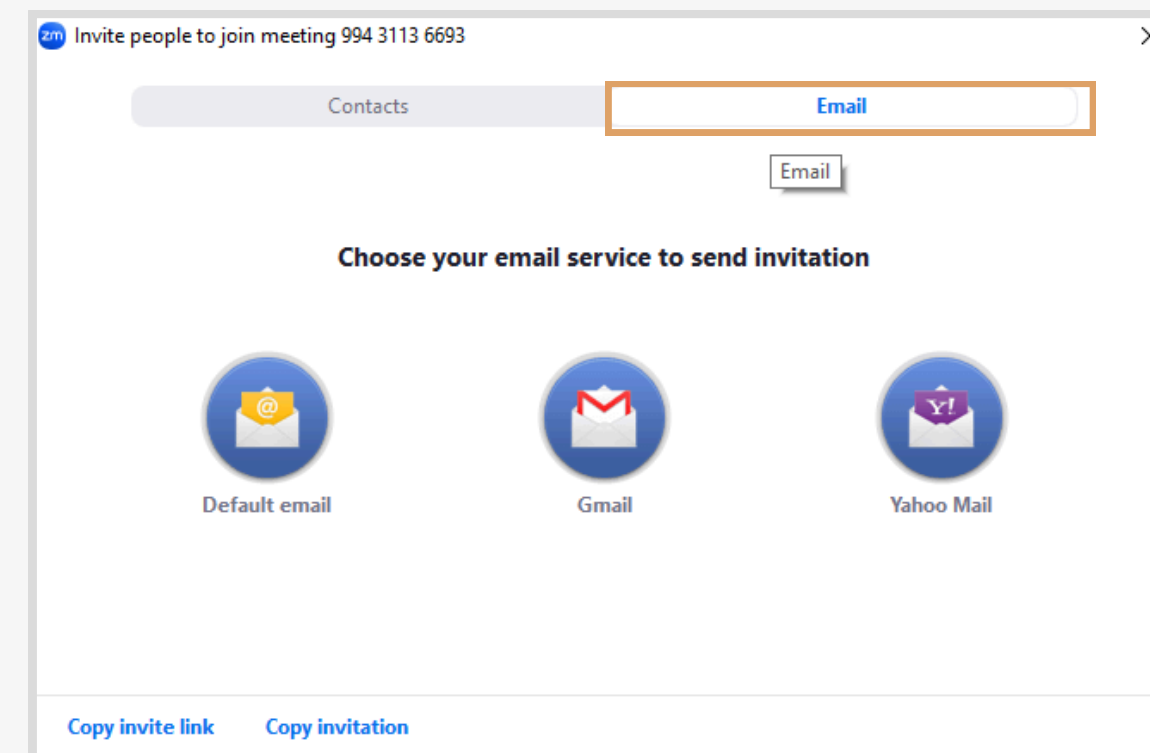 zm Invite people to join meeting 994 3113 6693
Contacts Email
Email
Choose your email service to send invitation
@ Y!
Default email Gmail Yahoo Mail
Copy invite link Copy invitation